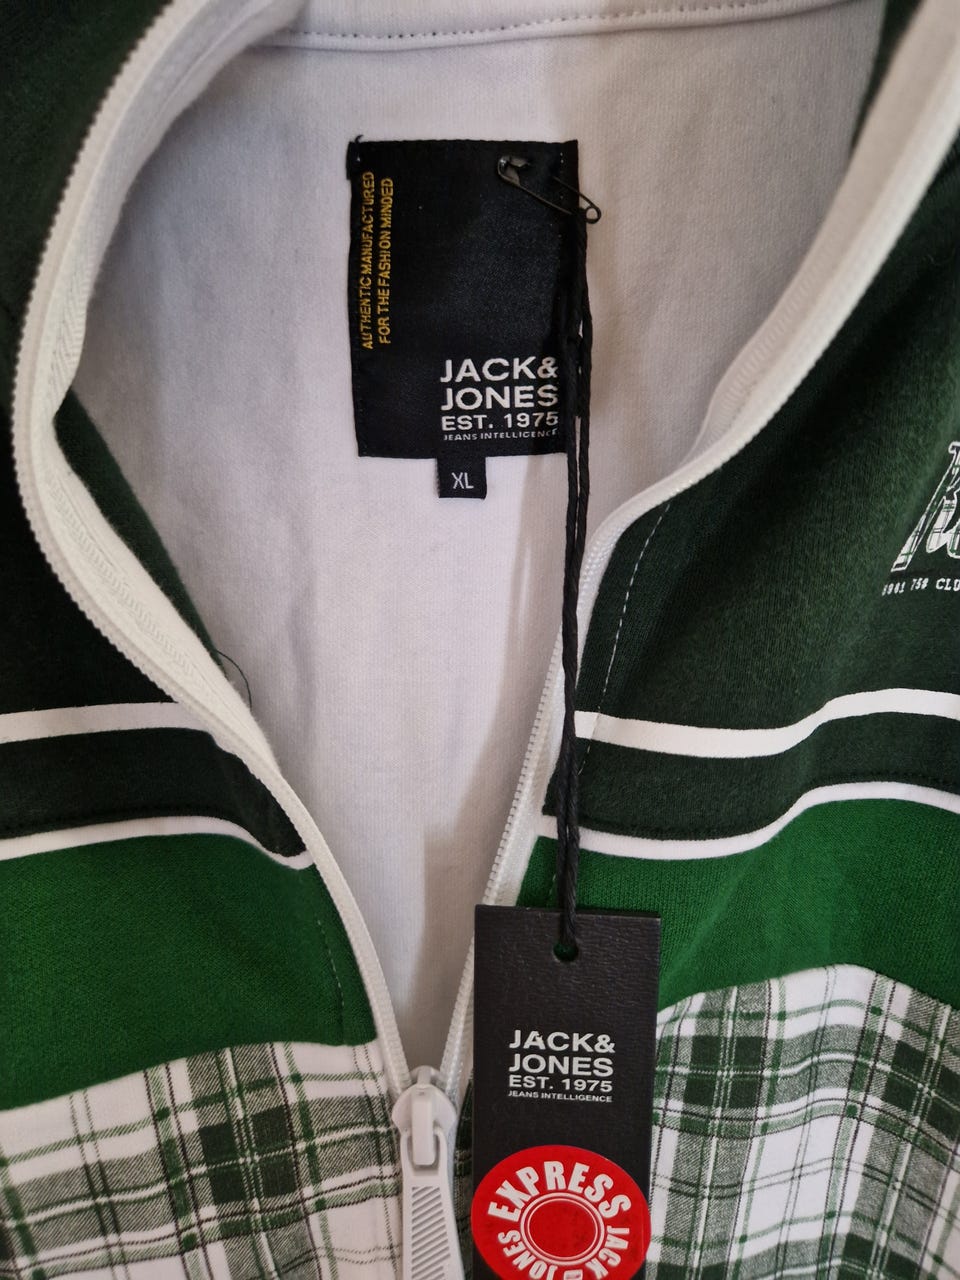 AUTHENTIC MANUFACTURED
FOR THE FASHION MINDED
JACK&
JONES
EST. 1975
JEANS INTELLIGENCE
XL
JACK&
JONES
EST. 1975
JEANS INTELLIGENCE
EXPRESS
JACK
JONES